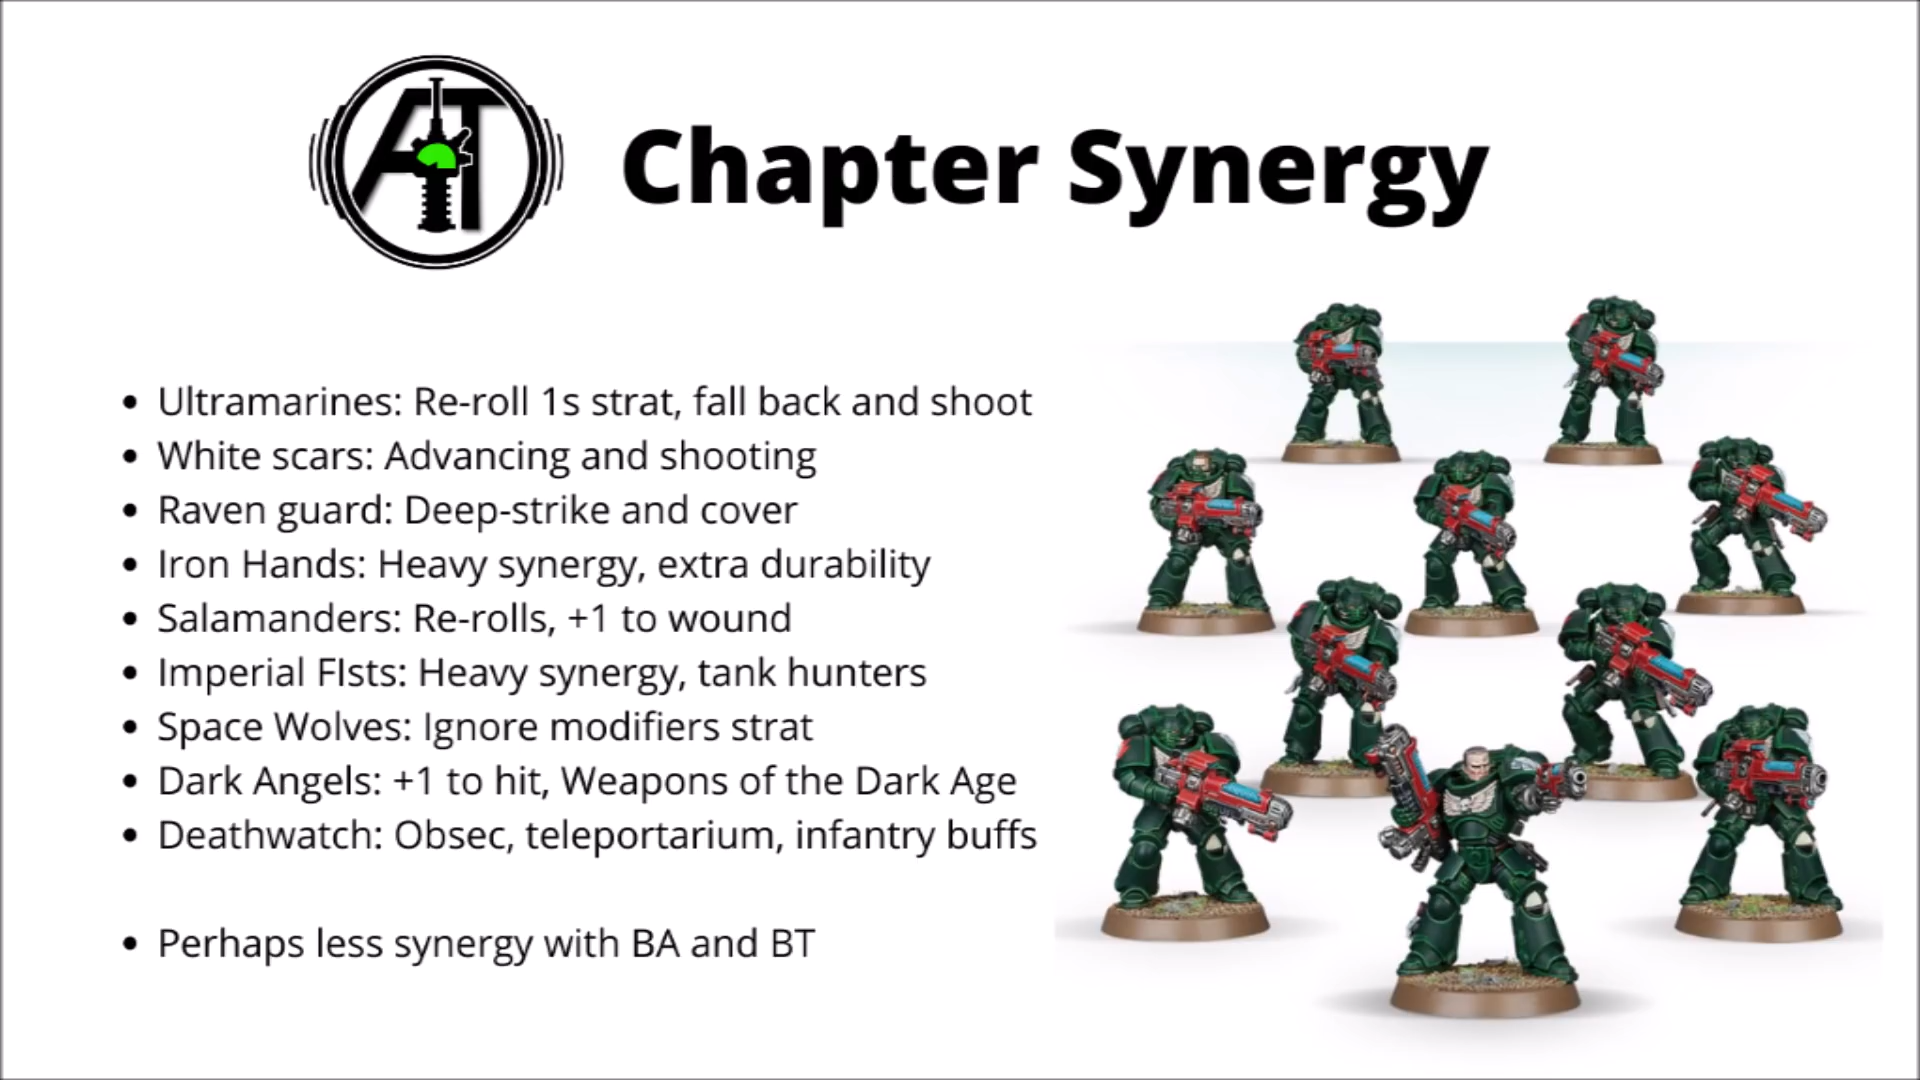 AT
Chapter Synergy
• Ultramarines: Re-roll 1s strat, fall back and shoot
• White scars: Advancing and shooting
• Raven guard: Deep-strike and cover
• Iron Hands: Heavy synergy, extra durability
• Salamanders: Re-rolls, +1 to wound
• Imperial FIsts: Heavy synergy, tank hunters
• Space Wolves: Ignore modifiers strat
• Dark Angels: +1 to hit, Weapons of the Dark Age
• Deathwatch: Obsec, teleportarium, infantry buffs
• Perhaps less synergy with BA and BT